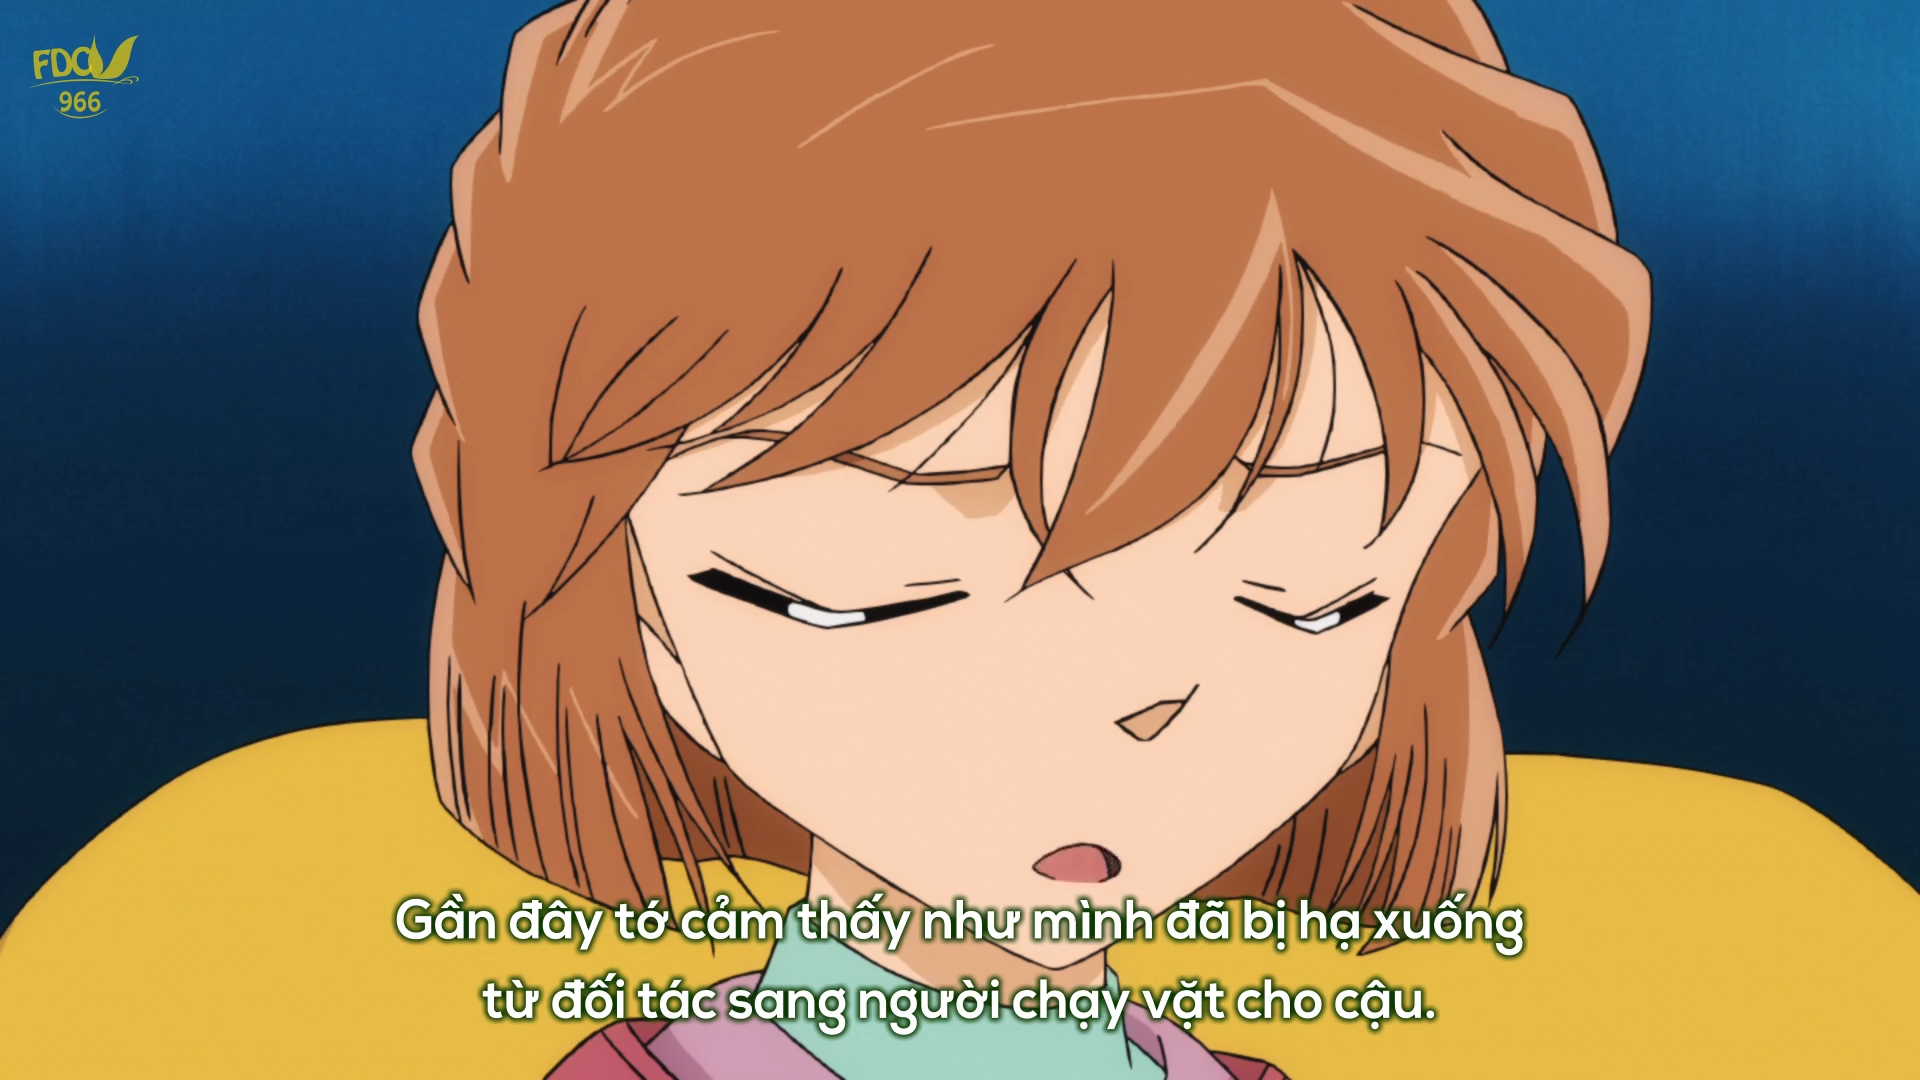 FDC
966
Gần đây tớ cảm thấy như mình đã bị hạ xuống
từ đối tác sang người chạy vặt cho cậu.